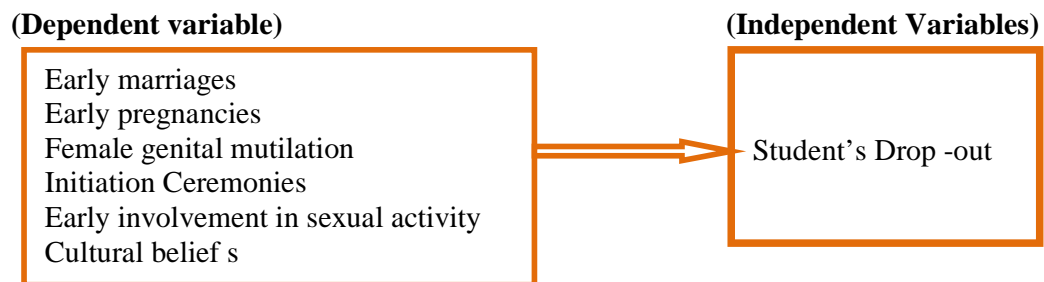 (Dependent variable)
(Independent Variables)
Early marriages
Early pregnancies
Female genital mutilation
Initiation Ceremonies
Early involvement in sexual activity
Cultural belief s
Student’s Drop -out